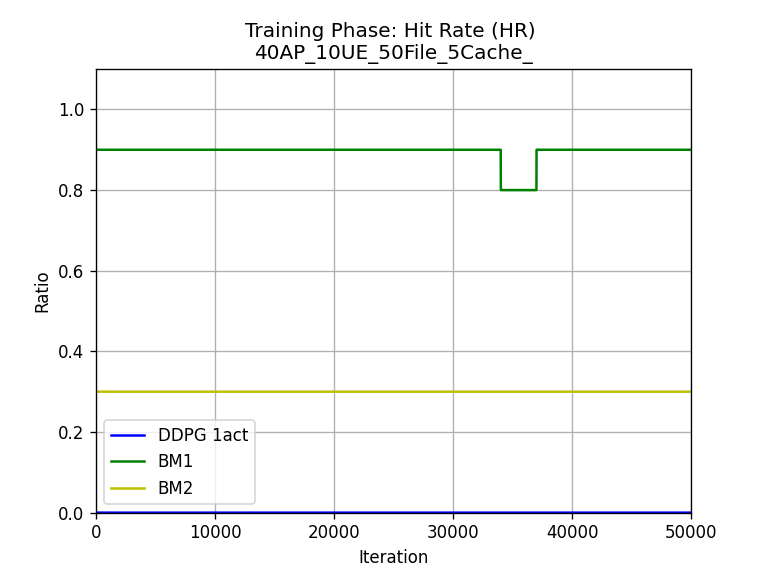 Training Phase: Hit Rate (HR)
40AP_10UE_50File_5Cache_
1.0
0.8
0.6
0.4
0.2
0.0
Ratio
DDPG 1act
BM1
BM2
0 10000 20000 30000 40000 50000
Iteration